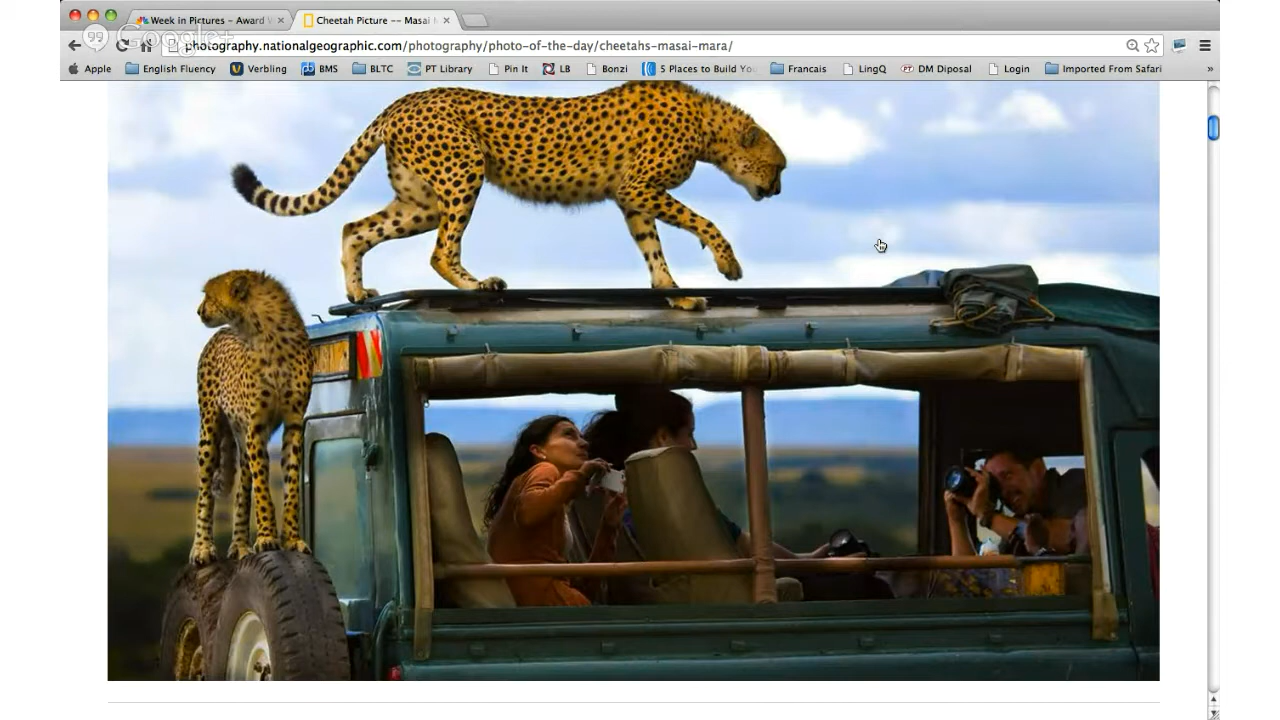 Week in Pictures – Award W
Cheetah Picture -- Masai M
Google+
photography.nationalgeographic.com/photography/photo-of-the-day/cheetahs-masai-mara/
Apple English Fluency Verbling BMS BLTC PT Library Pin It LB Bonzi 5 Places to Build Yo Francais LingQ DM Diposal Login Imported From Safari »